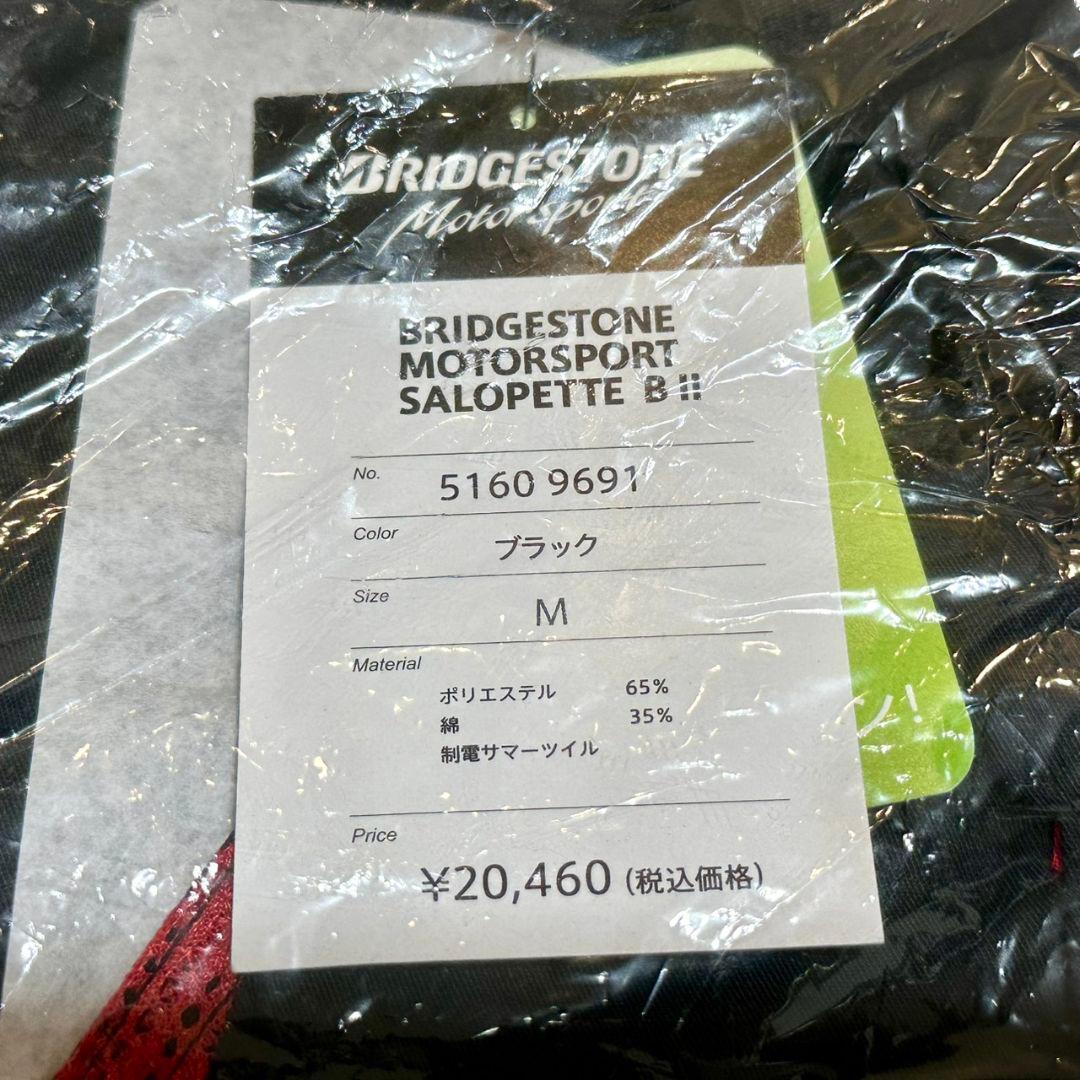 BRIDGESTONE
Motorsport
BRIDGESTONE
MOTORSPORT
SALOPETTE B II
No. 5160 9691
Color ブラック
Size M
Material
ポリエステル 65%
綿 35%
制電サマーツイル
Price
¥20,460 (税込価格)
ン!